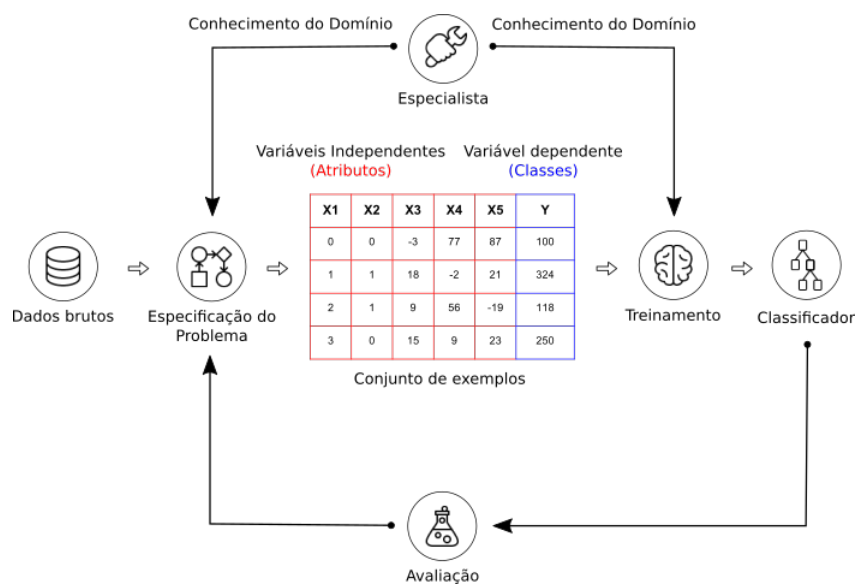 Conhecimento do Domínio
Conhecimento do Domínio
Especialista
Variáveis Independentes
(Atributos)
Variável dependente
(Classes)
X1 X2 X3 X4 X5 Y
0 0 -3 77 87 100
1 1 18 -2 21 324
2 1 9 56 -19 118
3 0 15 9 23 250
Conjunto de exemplos
Dados brutos
Especificação do
Problema
Treinamento
Classificador
Avaliação